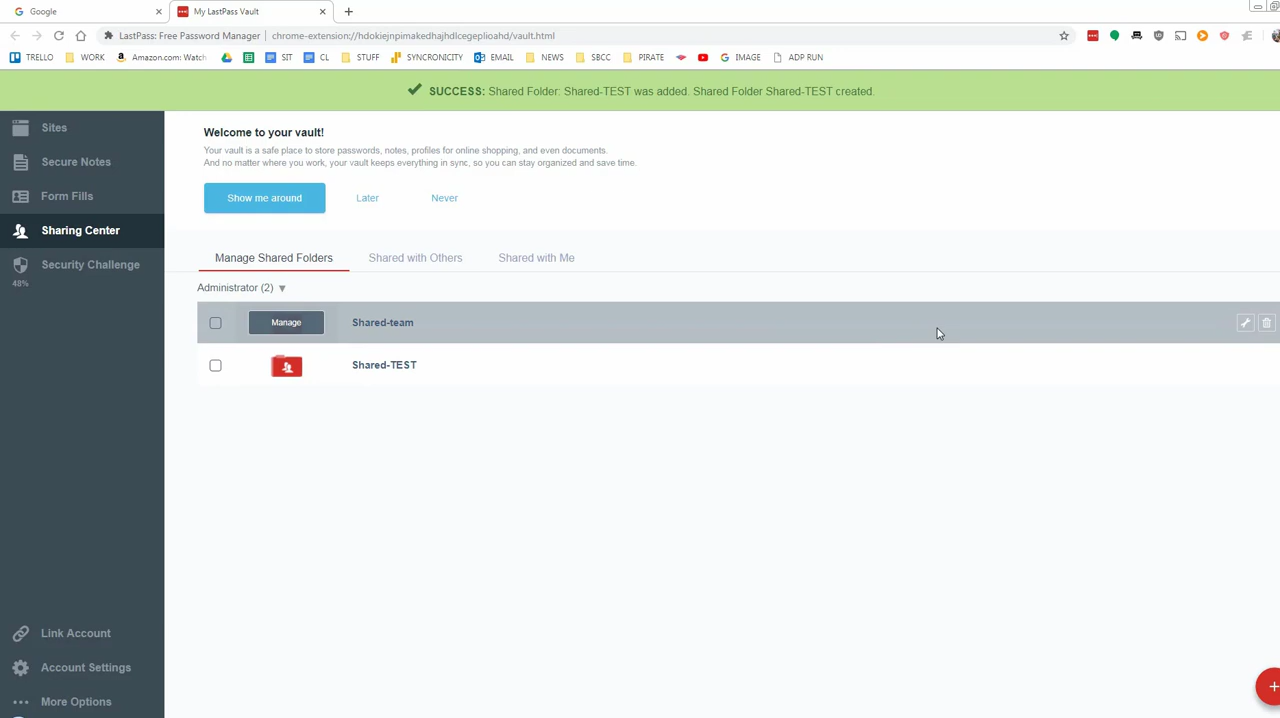 Google
My LastPass Vault
LastPass: Free Password Manager
chrome-extension://hdokiejnpimakedhajhdlcegeplioahd/vault.html
TRELLO
WORK
Amazon.com: Watch
SIT
CL
STUFF
SYNCRONICITY
EMAIL
NEWS
SBCC
PIRATE
IMAGE
ADP RUN
SUCCESS: Shared Folder: Shared-TEST was added. Shared Folder Shared-TEST created.
Sites
Secure Notes
Form Fills
Sharing Center
Security Challenge
48%
Link Account
Account Settings
More Options
Welcome to your vault!
Your vault is a safe place to store passwords, notes, profiles for online shopping, and even documents.
And no matter where you work, your vault keeps everything in sync, so you can stay organized and save time.
Show me around
Later
Never
Manage Shared Folders
Shared with Others
Shared with Me
Administrator (2)
Manage
Shared-team
Shared-TEST